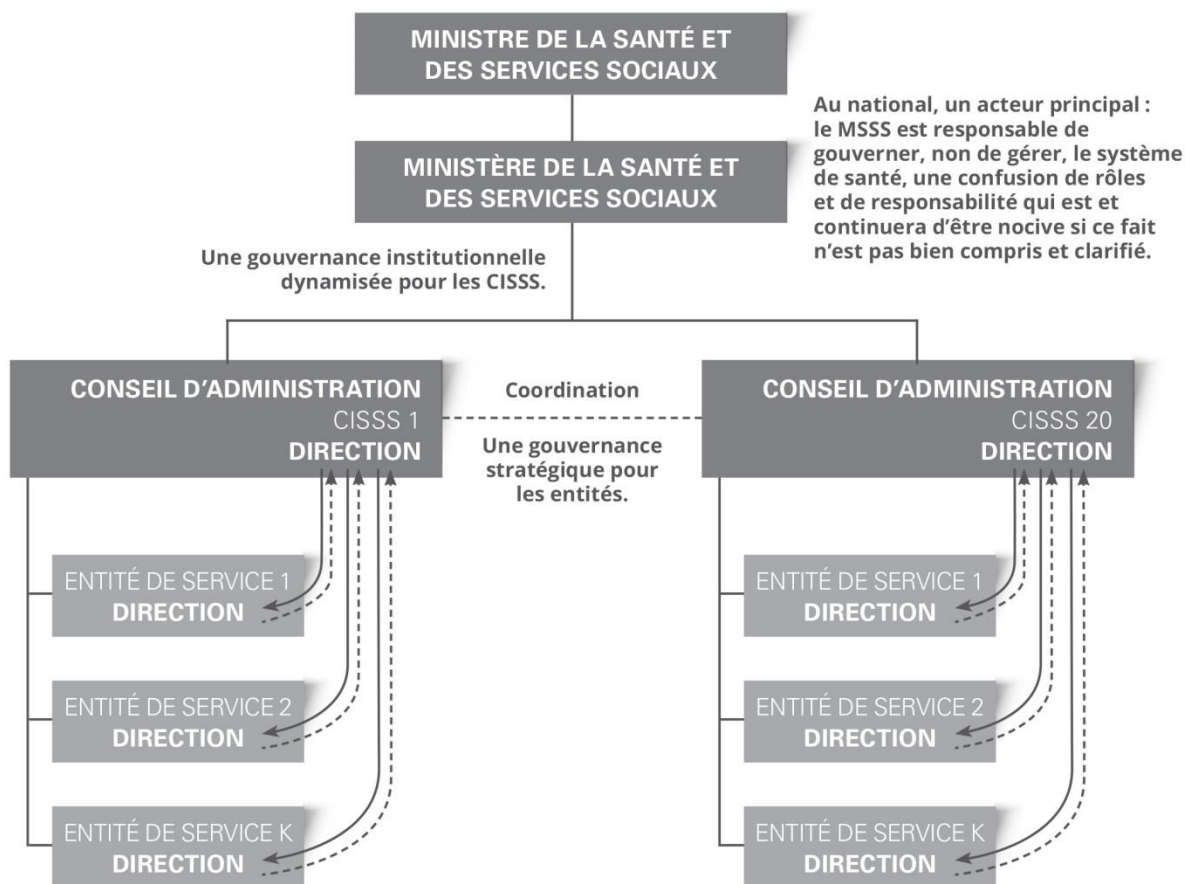 MINISTRE DE LA SANTÉ ET
DES SERVICES SOCIAUX
MINISTÈRE DE LA SANTÉ ET
DES SERVICES SOCIAUX
Au national, un acteur principal :
le MSSS est responsable de
gouverner, non de gérer, le système
de santé, une confusion de rôles
et de responsabilité qui est et
continuera d'être nocive si ce fait
n'est pas bien compris et clarifié.
Une gouvernance institutionnelle
dynamisée pour les CISSS.
CONSEIL D'ADMINISTRATION
CISSS 1
DIRECTION
Coordination
Une gouvernance
stratégique pour
les entités.
CONSEIL D'ADMINISTRATION
CISSS 20
DIRECTION
ENTITÉ DE SERVICE 1
DIRECTION
ENTITÉ DE SERVICE 2
DIRECTION
ENTITÉ DE SERVICE K
DIRECTION
ENTITÉ DE SERVICE 1
DIRECTION
ENTITÉ DE SERVICE 2
DIRECTION
ENTITÉ DE SERVICE K
DIRECTION